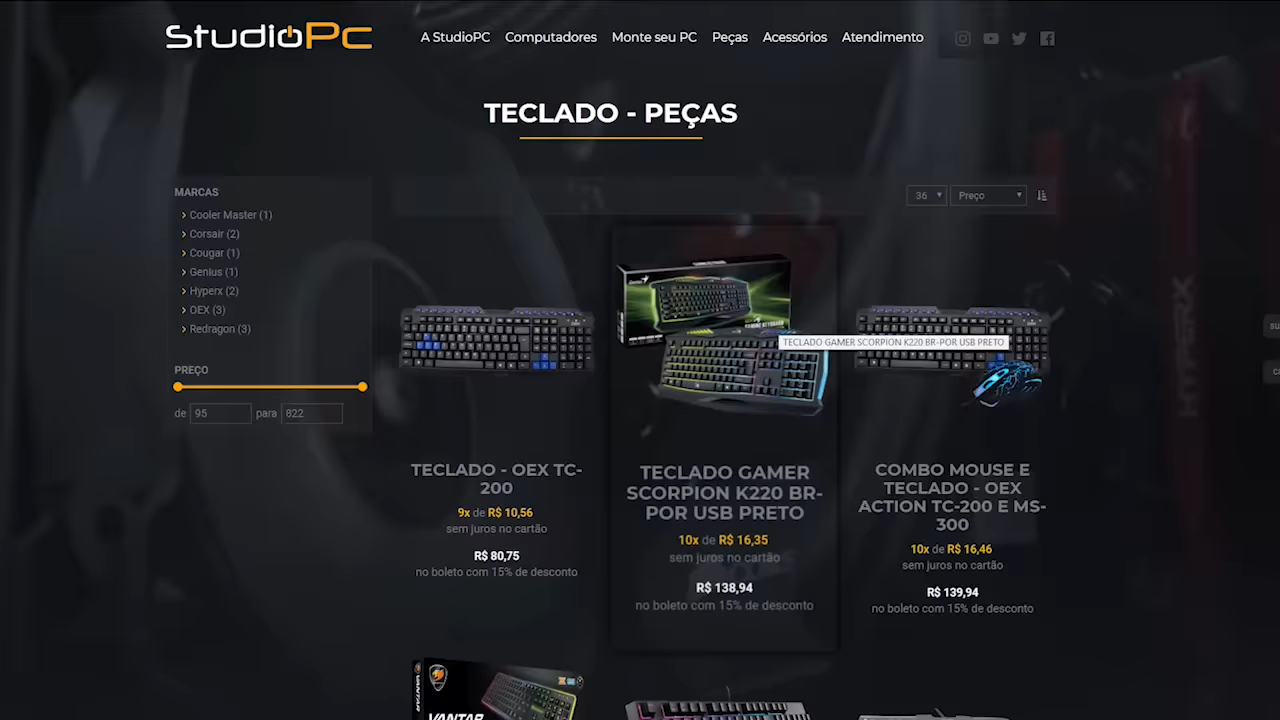 StudioPc
A StudioPC Computadores Monte seu PC Peças Acessórios Atendimento
TECLADO - PEÇAS
MARCAS
Cooler Master (1)
Corsair (2)
Cougar (1)
Genius (1)
Hyperx (2)
OEX (3)
Redragon (3)
PREÇO
de 95 para 822
36 Preço
TECLADO GAMER SCORPION K220 BR-POR USB PRETO
HYPERX
TECLADO - OEX TC-
200
9x de R$ 10,56
sem juros no cartão
R$ 80,75
no boleto com 15% de desconto
TECLADO GAMER
SCORPION K220 BR-
POR USB PRETO
10x de R$ 16,35
sem juros no cartão
R$ 138,94
no boleto com 15% de desconto
COMBO MOUSE E
TECLADO - OEX
ACTION TC-200 E MS-
300
10x de R$ 16,46
sem juros no cartão
R$ 139,94
no boleto com 15% de desconto
VANTAR
VANTAR